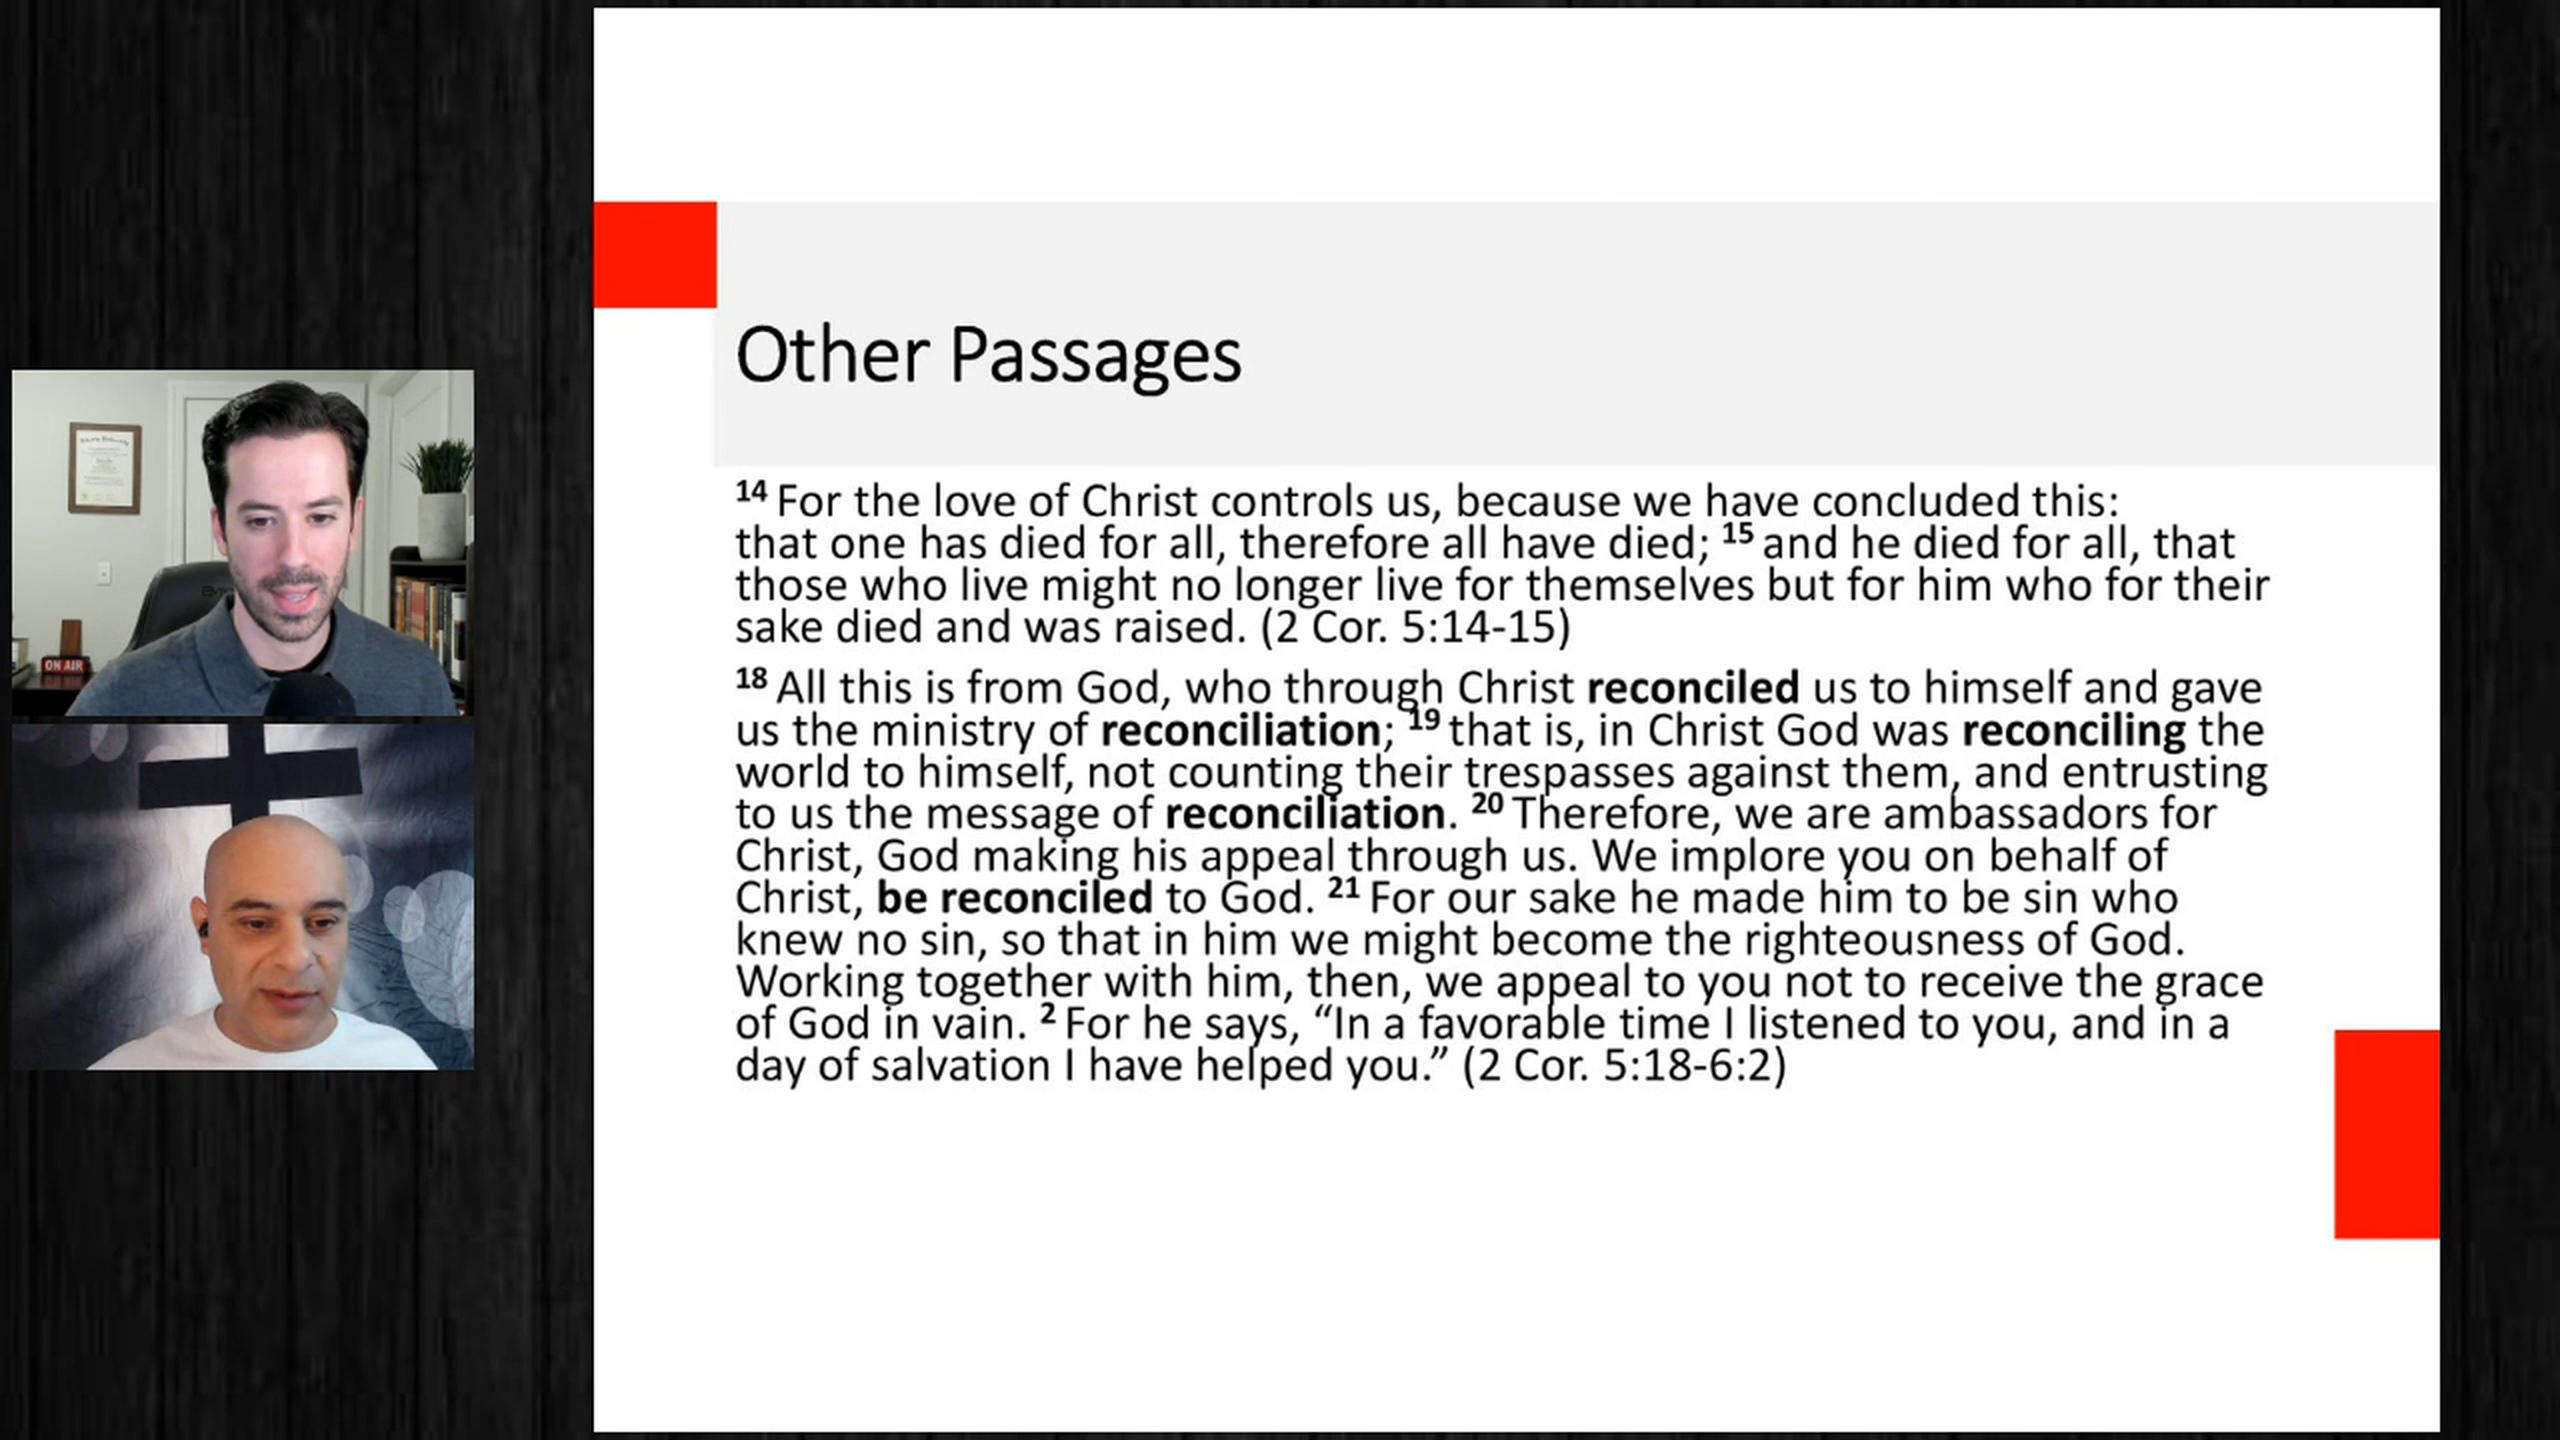 Other Passages
14 For the love of Christ controls us, because we have concluded this:
that one has died for all, therefore all have died; 15 and he died for all, that
those who live might no longer live for themselves but for him who for their
sake died and was raised. (2 Cor. 5:14-15)
18 All this is from God, who through Christ reconciled us to himself and gave
us the ministry of reconciliation; 19 that is, in Christ God was reconciling the
world to himself, not counting their trespasses against them, and entrusting
to us the message of reconciliation. 20 Therefore, we are ambassadors for
Christ, God making his appeal through us. We implore you on behalf of
Christ, be reconciled to God. 21 For our sake he made him to be sin who
knew no sin, so that in him we might become the righteousness of God.
Working together with him, then, we appeal to you not to receive the grace
of God in vain. 2 For he says, “In a favorable time I listened to you, and in a
day of salvation I have helped you.” (2 Cor. 5:18-6:2)
ON AIR